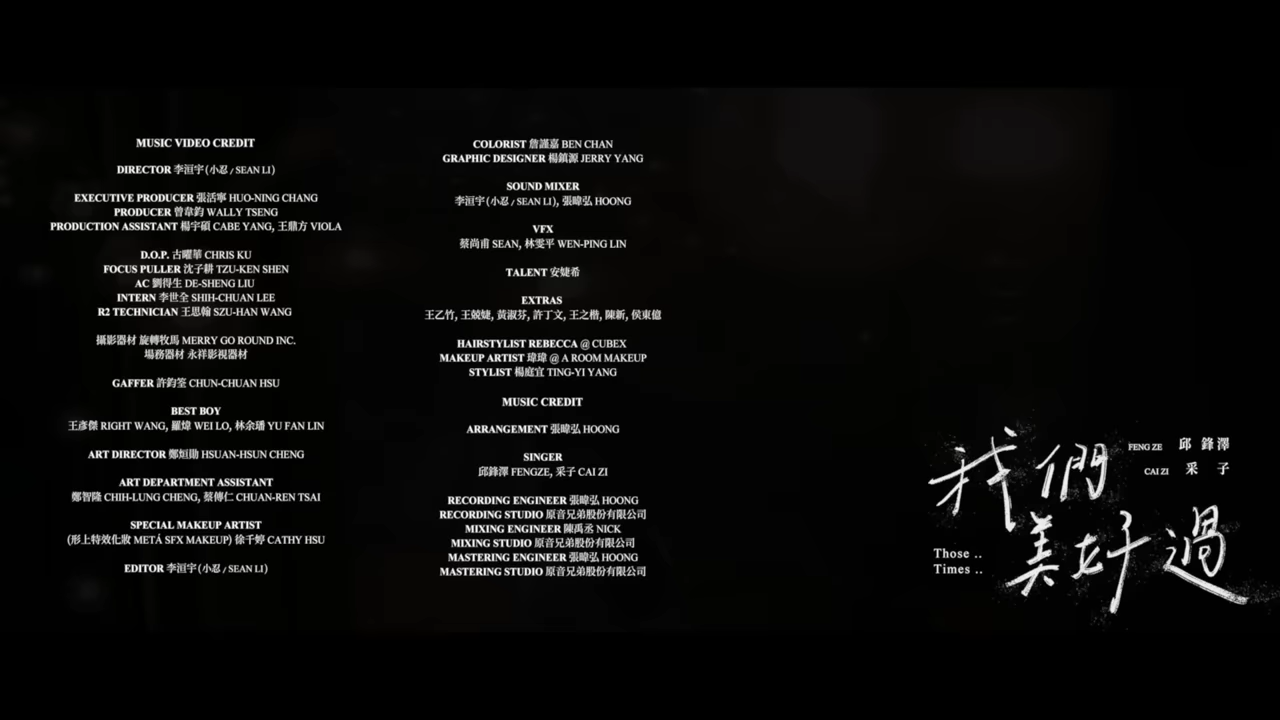 MUSIC VIDEO CREDIT
DIRECTOR 李洹宇 (小忍 / SEAN LI)
EXECUTIVE PRODUCER 張活寧 HUO-NING CHANG
PRODUCER 曾韋鈞 WALLY TSENG
PRODUCTION ASSISTANT 楊宇碩 CABE YANG, 王鼎方 VIOLA
D.O.P. 古曜華 CHRIS KU
FOCUS PULLER 沈子耕 TZU-KEN SHEN
AC 劉得生 DE-SHENG LIU
INTERN 李世全 SHIH-CHUAN LEE
R2 TECHNICIAN 王思翰 SZU-HAN WANG
攝影器材 旋轉牧馬 MERRY GO ROUND INC.
場務器材 永祥影視器材
GAFFER 許鈞筌 CHUN-CHUAN HSU
BEST BOY
王彥傑 RIGHT WANG, 羅煒 WEI LO, 林余璠 YU FAN LIN
ART DIRECTOR 鄭烜勛 HSUAN-HSUN CHENG
ART DEPARTMENT ASSISTANT
鄭智隆 CHIH-LUNG CHENG, 蔡傳仁 CHUAN-REN TSAI
SPECIAL MAKEUP ARTIST
(形上特效化妝 METÅ SFX MAKEUP) 徐千婷 CATHY HSU
EDITOR 李洹宇 (小忍 / SEAN LI)
COLORIST 詹謹嘉 BEN CHAN
GRAPHIC DESIGNER 楊鎮源 JERRY YANG
SOUND MIXER
李洹宇 (小忍 / SEAN LI), 張暐弘 HOONG
VFX
蔡尚甫 SEAN, 林雯平 WEN-PING LIN
TALENT 安婕希
EXTRAS
王乙竹, 王兢婕, 黃淑芬, 許丁文, 王之楷, 陳新, 侯東億
HAIRSTYLIST REBECCA @ CUBEX
MAKEUP ARTIST 瑋瑋 @ A ROOM MAKEUP
STYLIST 楊庭宜 TING-YI YANG
MUSIC CREDIT
ARRANGEMENT 張暐弘 HOONG
SINGER
邱鋒澤 FENGZE, 采子 CAI ZI
RECORDING ENGINEER 張暐弘 HOONG
RECORDING STUDIO 原音兄弟股份有限公司
MIXING ENGINEER 陳禹丞 NICK
MIXING STUDIO 原音兄弟股份有限公司
MASTERING ENGINEER 張暐弘 HOONG
MASTERING STUDIO 原音兄弟股份有限公司
我們
FENG ZE 邱鋒澤
CAI ZI 采子
美好過
Those ..
Times ..